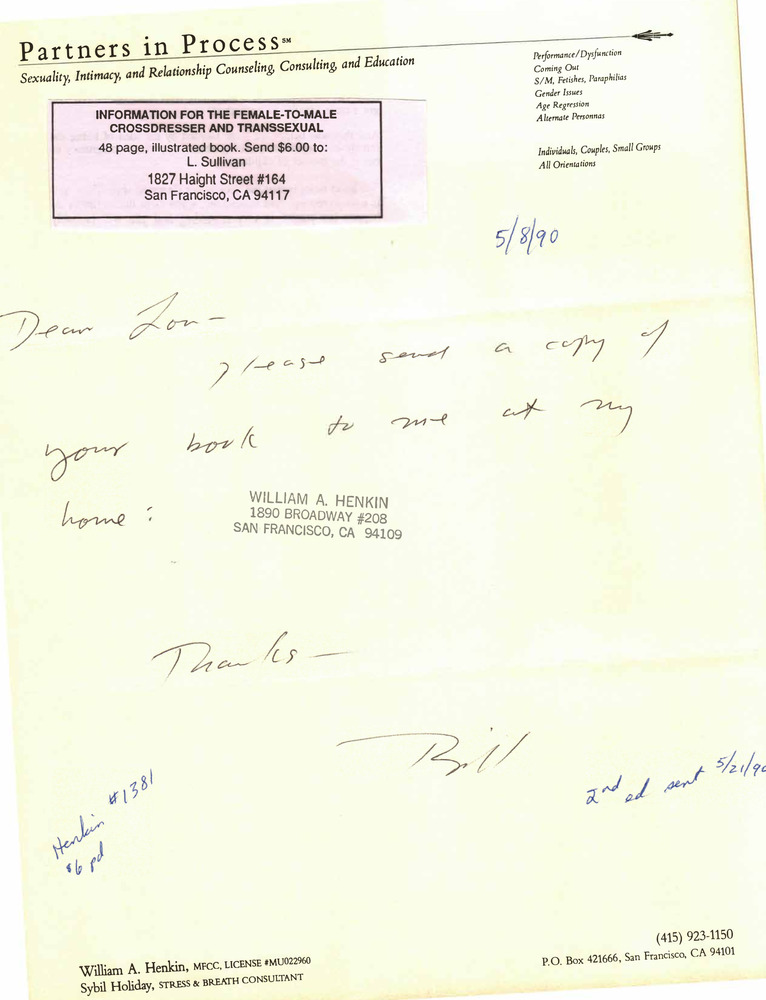 Partners in Process℠
Sexuality, Intimacy, and Relationship Counseling, Consulting, and Education
Performance/Dysfunction
Coming Out
S/M, Fetishes, Paraphilias
Gender Issues
Age Regression
Alternate Personnas
Individuals, Couples, Small Groups
All Orientations
INFORMATION FOR THE FEMALE-TO-MALE
CROSSDRESSER AND TRANSSEXUAL
48 page, illustrated book. Send $6.00 to:
L. Sullivan
1827 Haight Street #164
San Francisco, CA 94117
5/8/90
Dear Lou-
please send a copy of
your book to me at my
home:
WILLIAM A. HENKIN
1890 BROADWAY #208
SAN FRANCISCO, CA 94109
Thanks-
Bill
Henkin #1381
$6 pd
2nd ed sent 5/21/90
William A. Henkin, MFCC, LICENSE #MU022960
Sybil Holiday, STRESS & BREATH CONSULTANT
(415) 923-1150
P.O. Box 421666, San Francisco, CA 94101